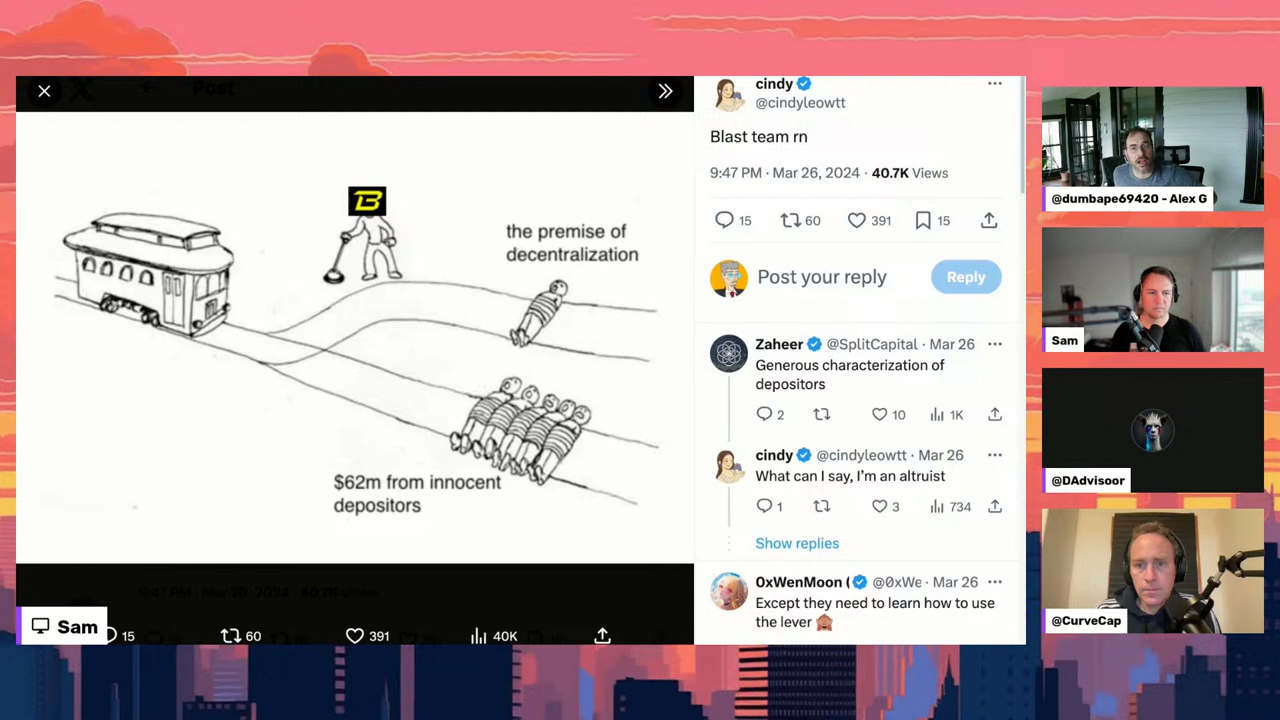 Post
the premise of
decentralization
$62m from innocent
depositors
15
60
391
40K
Sam
cindy
@cindyleowtt
Blast team rn
9:47 PM · Mar 26, 2024 · 40.7K Views
15
60
391
15
Post your reply
Reply
Zaheer @SplitCapital · Mar 26
Generous characterization of
depositors
2
10
1K
cindy @cindyleowtt · Mar 26
What can I say, I'm an altruist
1
3
734
Show replies
0xWenMoon ( @0xWe · Mar 26
Except they need to learn how to use
the lever 🙈
@dumbape69420 - Alex G
Sam
@DAdvisoor
@CurveCap